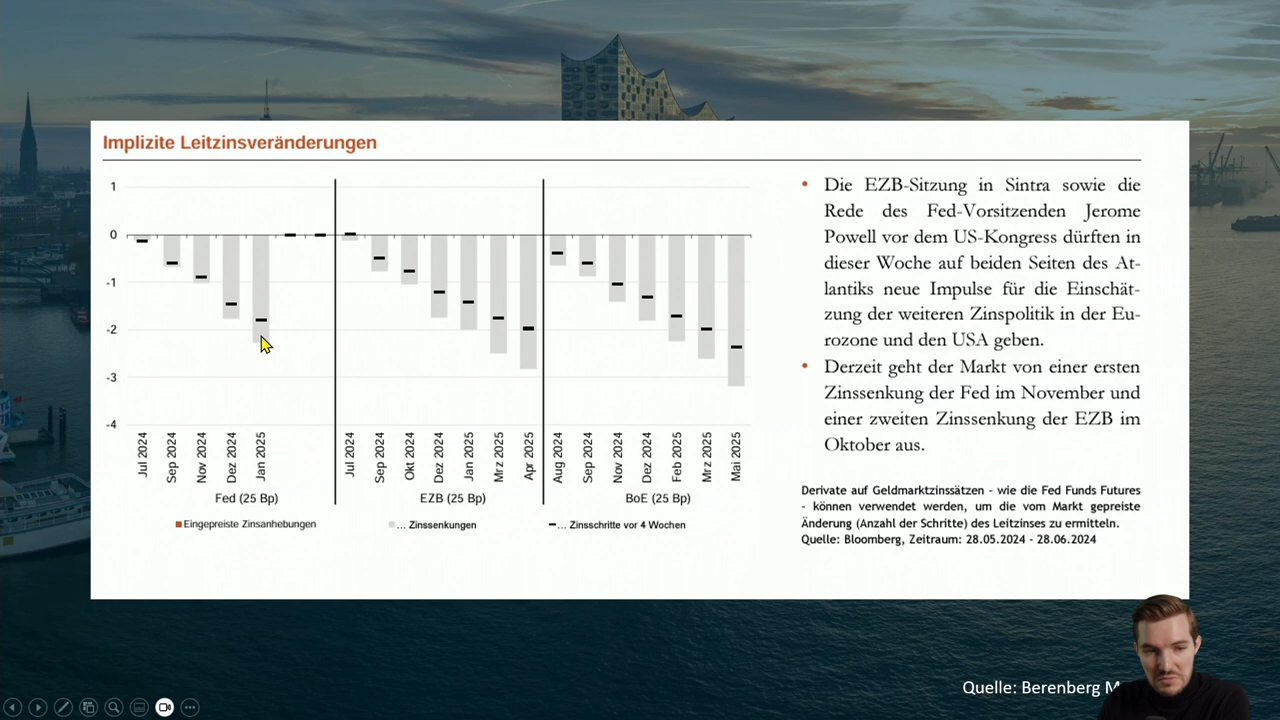 Implizite Leitzinsveränderungen
1
0
-1
-2
-3
-4
Jul 2024
Sep 2024
Nov 2024
Dez 2024
Jan 2025
Jul 2024
Sep 2024
Okt 2024
Dez 2024
Jan 2025
Mrz 2025
Apr 2025
Aug 2024
Sep 2024
Nov 2024
Dez 2024
Feb 2025
Mrz 2025
Mai 2025
Fed (25 Bp)
EZB (25 Bp)
BoE (25 Bp)
Eingepreiste Zinsanhebungen
... Zinssenkungen
... Zinsschritte vor 4 Wochen
• Die EZB-Sitzung in Sintra sowie die
Rede des Fed-Vorsitzenden Jerome
Powell vor dem US-Kongress dürften in
dieser Woche auf beiden Seiten des At-
lantiks neue Impulse für die Einschät-
zung der weiteren Zinspolitik in der Eu-
rozone und den USA geben.
• Derzeit geht der Markt von einer ersten
Zinssenkung der Fed im November und
einer zweiten Zinssenkung der EZB im
Oktober aus.
Derivate auf Geldmarktzinssätzen - wie die Fed Funds Futures
- können verwendet werden, um die vom Markt gepreiste
Änderung (Anzahl der Schritte) des Leitzinses zu ermitteln.
Quelle: Bloomberg, Zeitraum: 28.05.2024 - 28.06.2024
Quelle: Berenberg